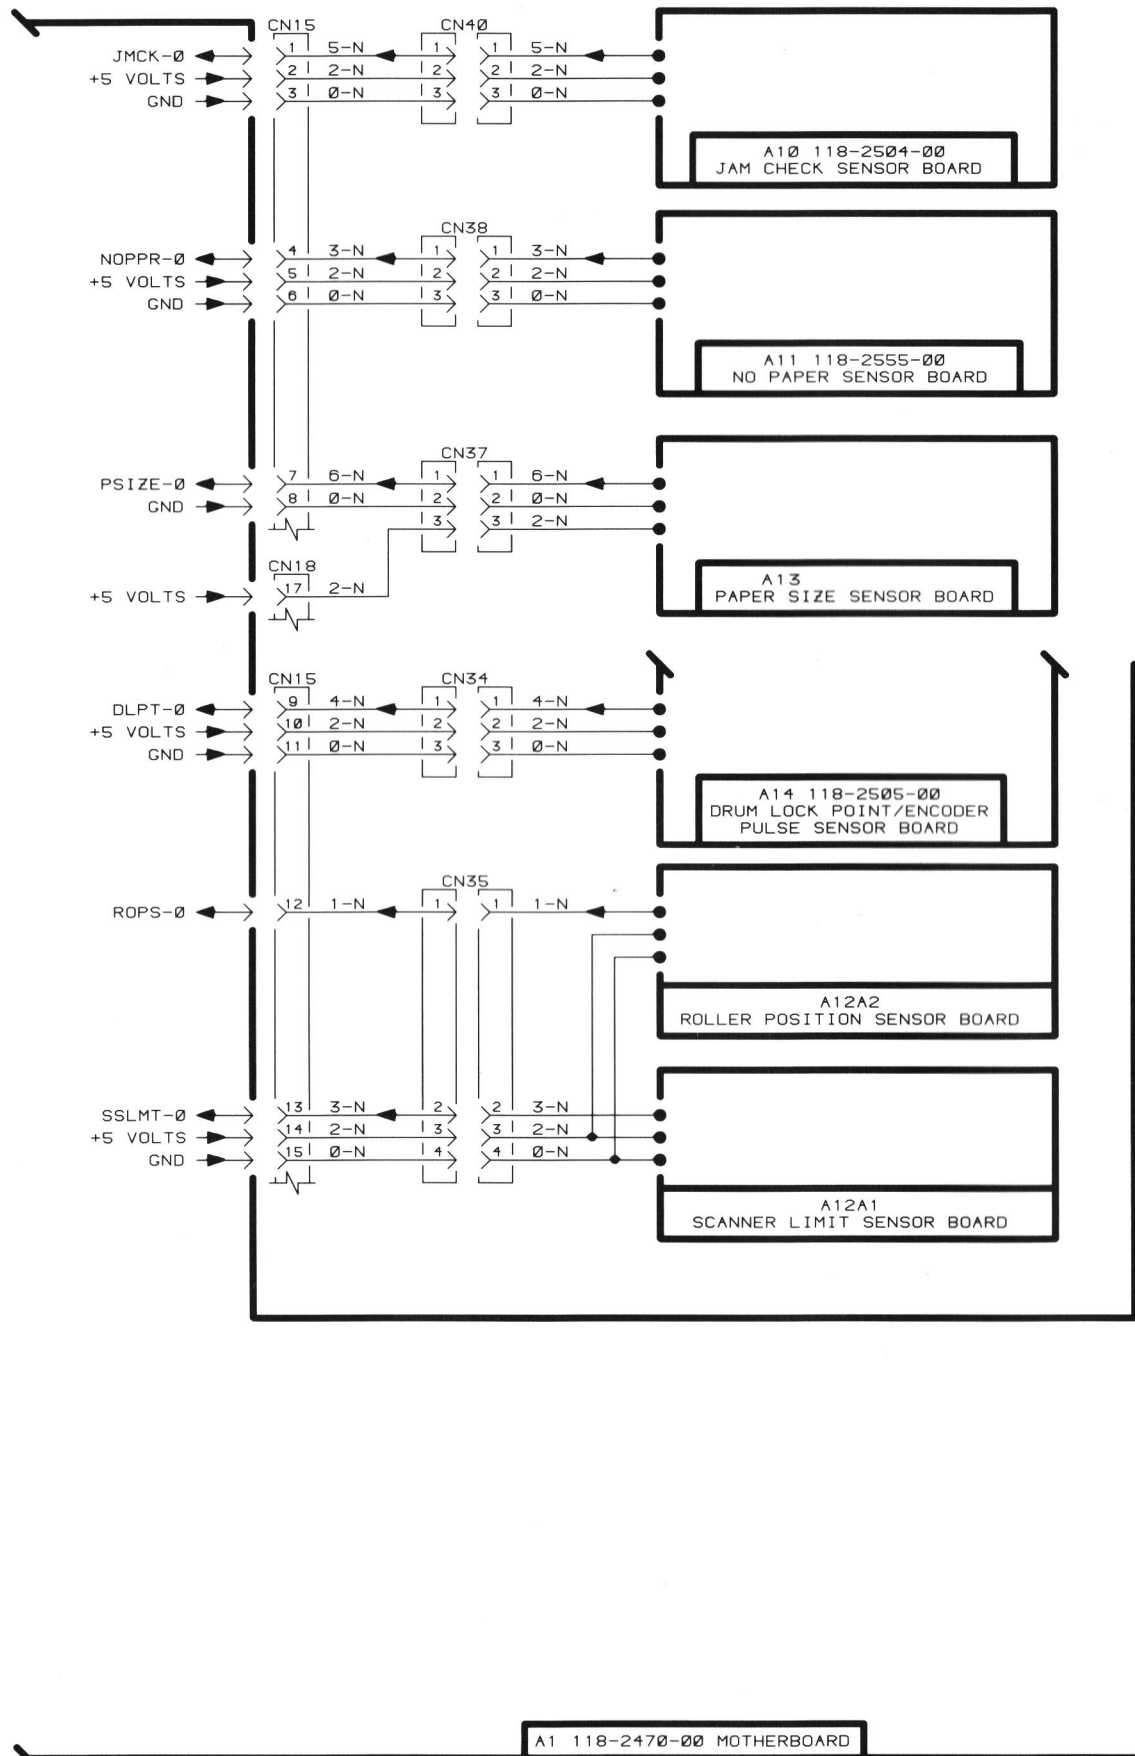 CN15 CN40
JMCK-Ø 1 5-N 1 1 5-N
+5 VOLTS 2 2-N 2 2 2-N
GND 3 Ø-N 3 3 Ø-N
A1Ø 118-25Ø4-ØØ
JAM CHECK SENSOR BOARD
CN38
NOPPR-Ø 4 3-N 1 1 3-N
+5 VOLTS 5 2-N 2 2 2-N
GND 6 Ø-N 3 3 Ø-N
A11 118-2555-ØØ
NO PAPER SENSOR BOARD
CN37
PSIZE-Ø 7 6-N 1 1 6-N
GND 8 Ø-N 2 2 Ø-N
3 3 2-N
CN18
+5 VOLTS 17 2-N
A13
PAPER SIZE SENSOR BOARD
CN15 CN34
DLPT-Ø 9 4-N 1 1 4-N
+5 VOLTS 1Ø 2-N 2 2 2-N
GND 11 Ø-N 3 3 Ø-N
A14 118-25Ø5-ØØ
DRUM LOCK POINT/ENCODER
PULSE SENSOR BOARD
CN35
ROPS-Ø 12 1-N 1 1 1-N
A12A2
ROLLER POSITION SENSOR BOARD
SSLMT-Ø 13 3-N 2 2 3-N
+5 VOLTS 14 2-N 3 3 2-N
GND 15 Ø-N 4 4 Ø-N
A12A1
SCANNER LIMIT SENSOR BOARD
A1 118-247Ø-ØØ MOTHERBOARD